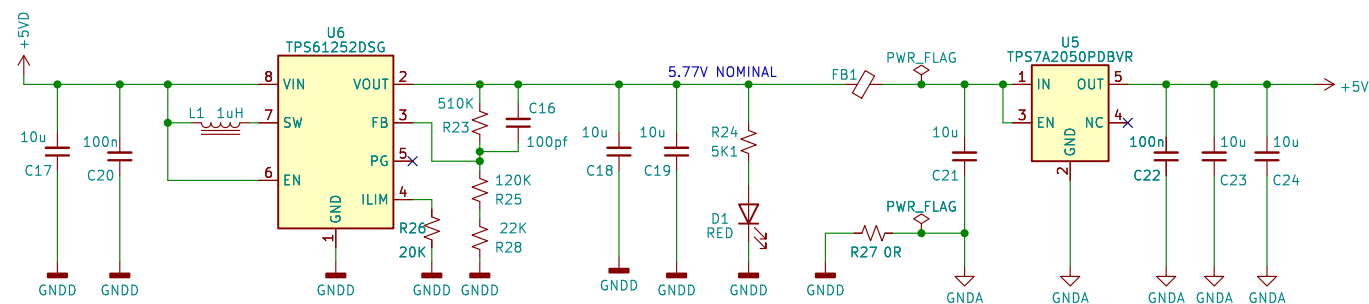 +5VD
U6
TPS61252DSG
8
VIN
VOUT
2
L1 1uH
7
SW
FB
3
PG
5
6
EN
ILIM
4
GND
1
10u
C17
100n
C20
GNDD
GNDD
GNDD
510K
R23
C16
100pf
120K
R25
22K
R28
R26
20K
GNDD
GNDD
10u
C18
10u
C19
GNDD
GNDD
5.77V NOMINAL
R24
5K1
D1
RED
GNDD
FB1
PWR_FLAG
10u
C21
PWR_FLAG
R27 0R
GNDD
GNDA
U5
TPS7A2050PDBVR
1
IN
OUT
5
3
EN
NC
4
GND
2
GNDA
100n
C22
10u
C23
10u
C24
GNDA
GNDA
GNDA
+5V